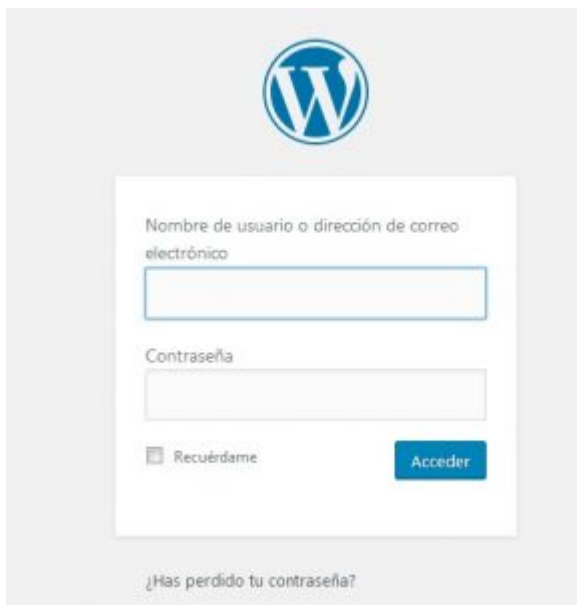 W
Nombre de usuario o dirección de correo
electrónico
Contraseña
Recuérdame
Acceder
¿Has perdido tu contraseña?